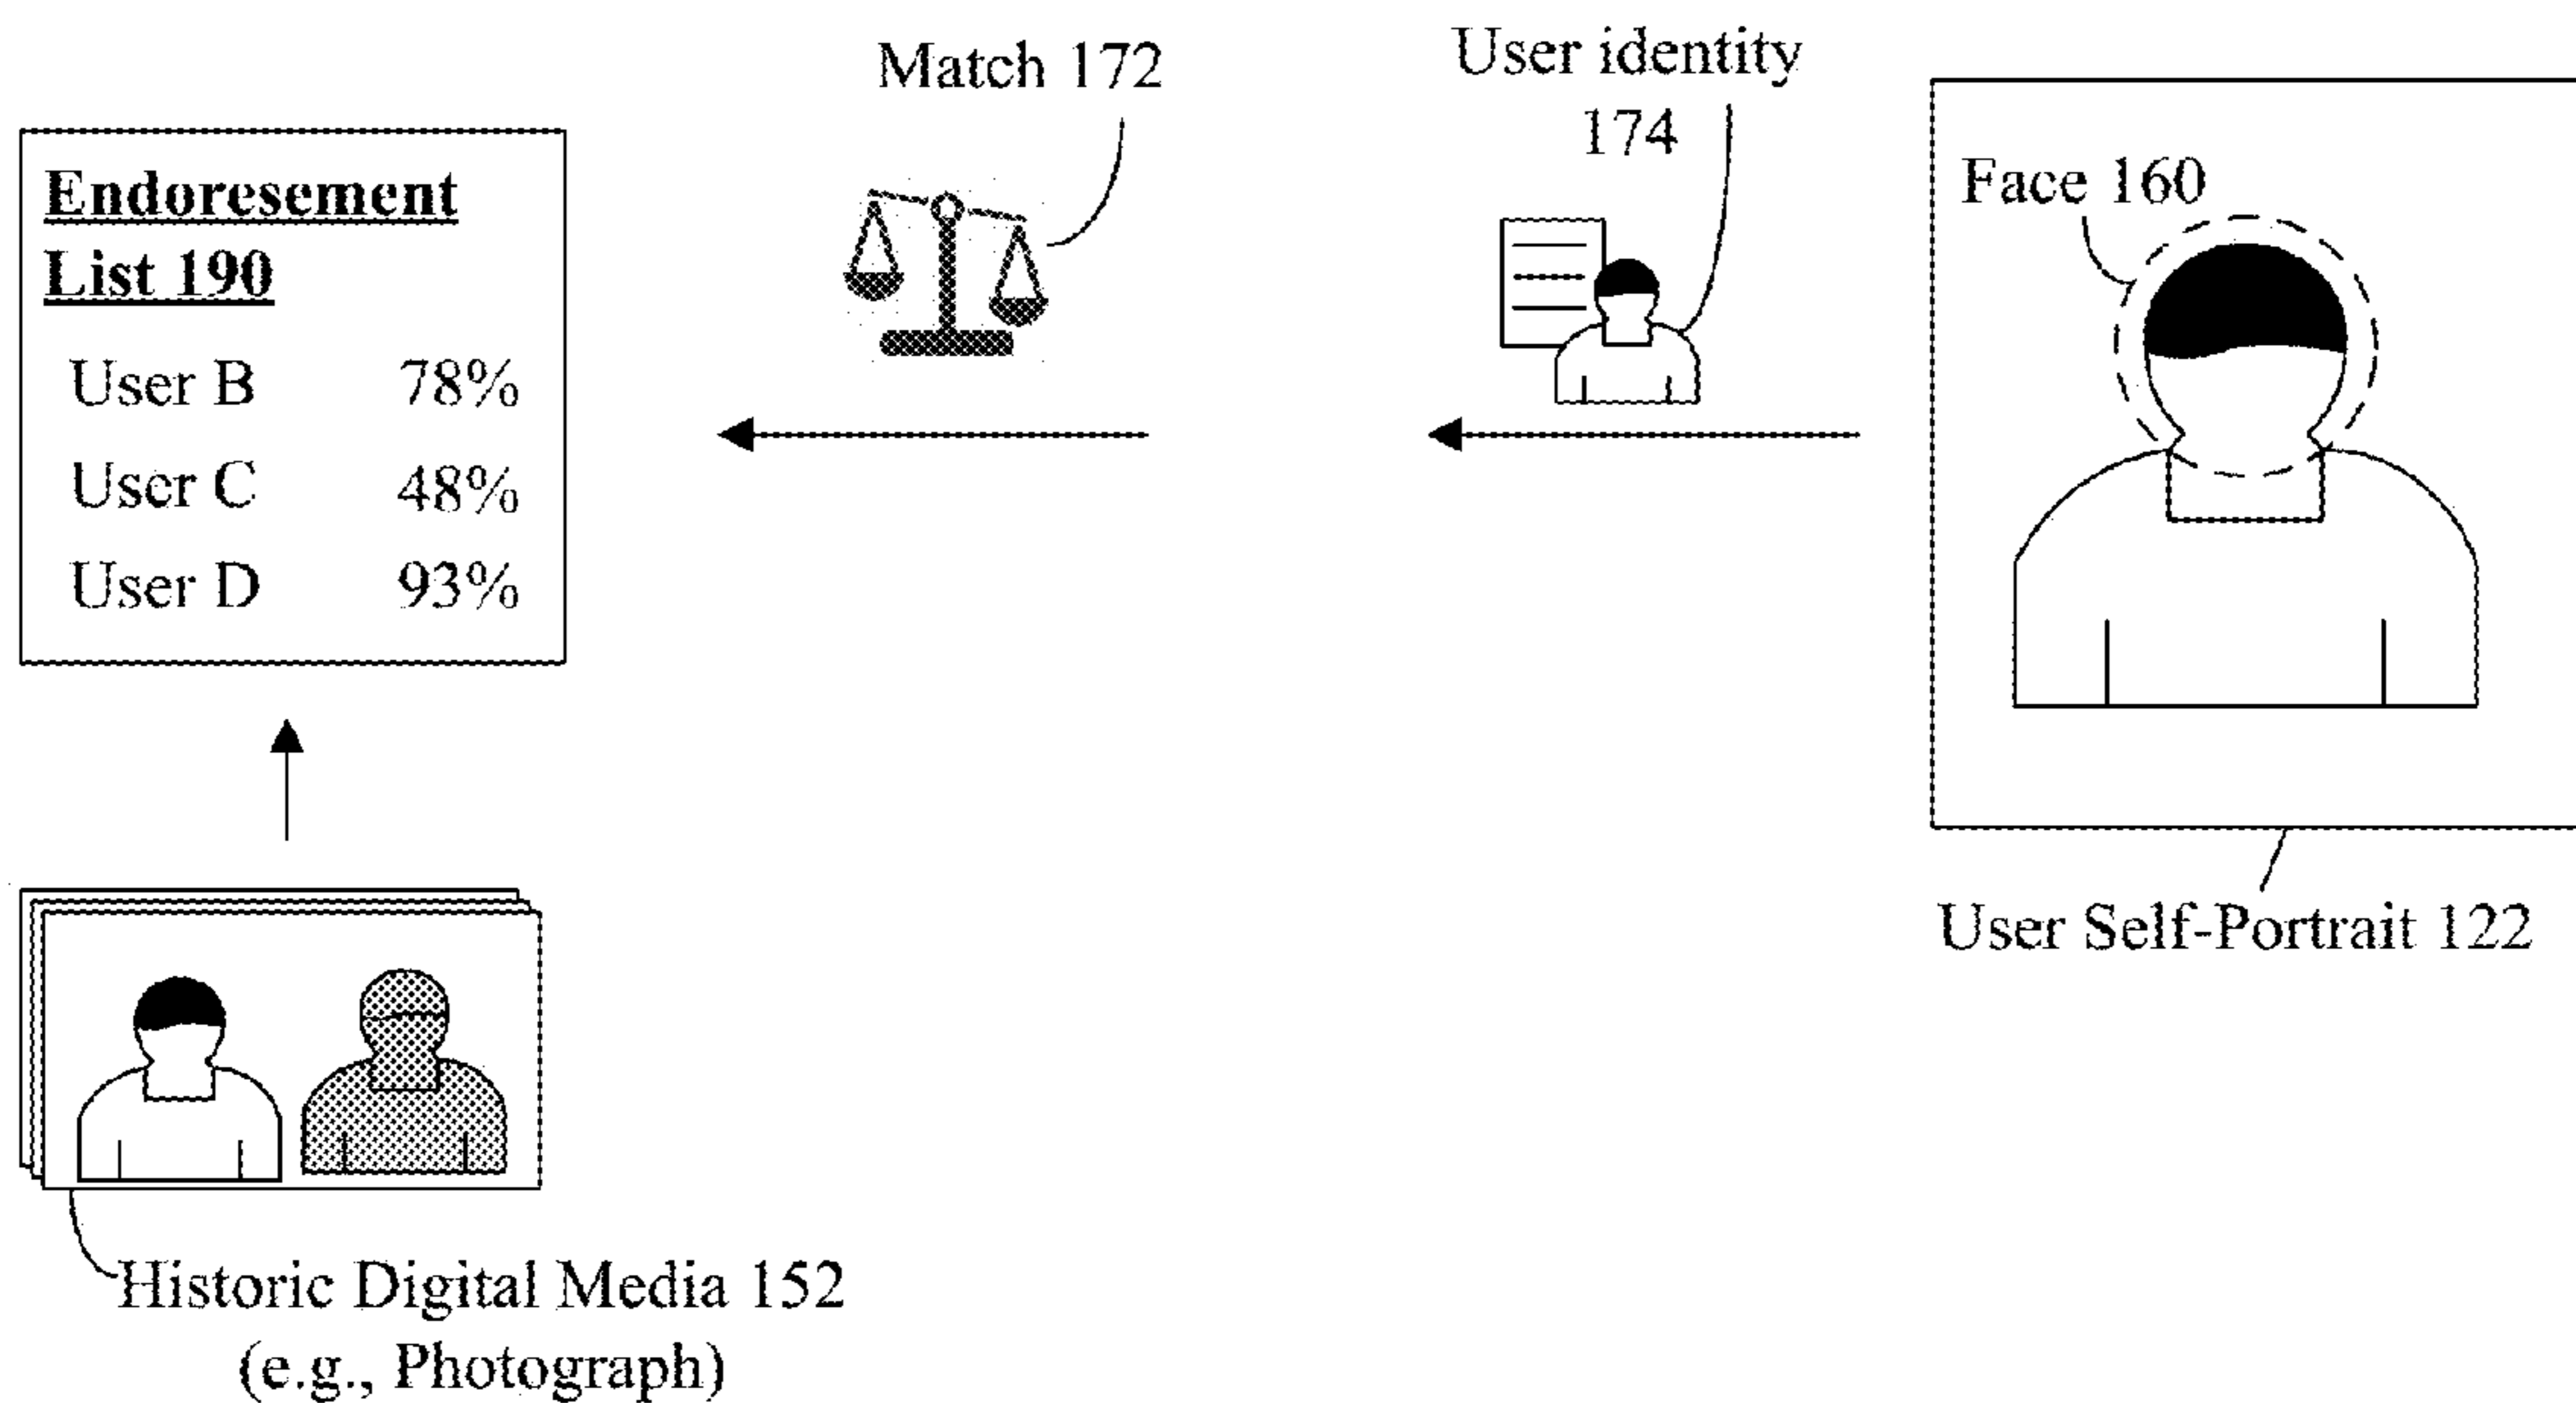 Match 172
User identity
174
Endoresement
List 190
User B 78%
User C 48%
User D 93%
Face 160
User Self-Portrait 122
Historic Digital Media 152
(e.g., Photograph)